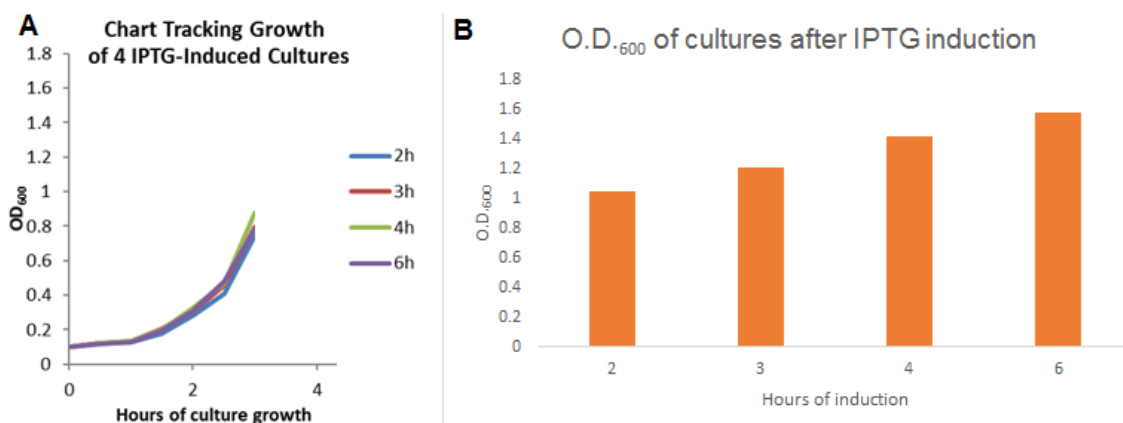 A
Chart Tracking Growth
of 4 IPTG-Induced Cultures
1.8
1.6
1.4
1.2
1
0.8
0.6
0.4
0.2
0
OD600
0 2 4
Hours of culture growth
2h
3h
4h
6h
B
O.D.600 of cultures after IPTG induction
1.8
1.6
1.4
1.2
1
0.8
0.6
0.4
0.2
0
O.D.600
2 3 4 6
Hours of induction